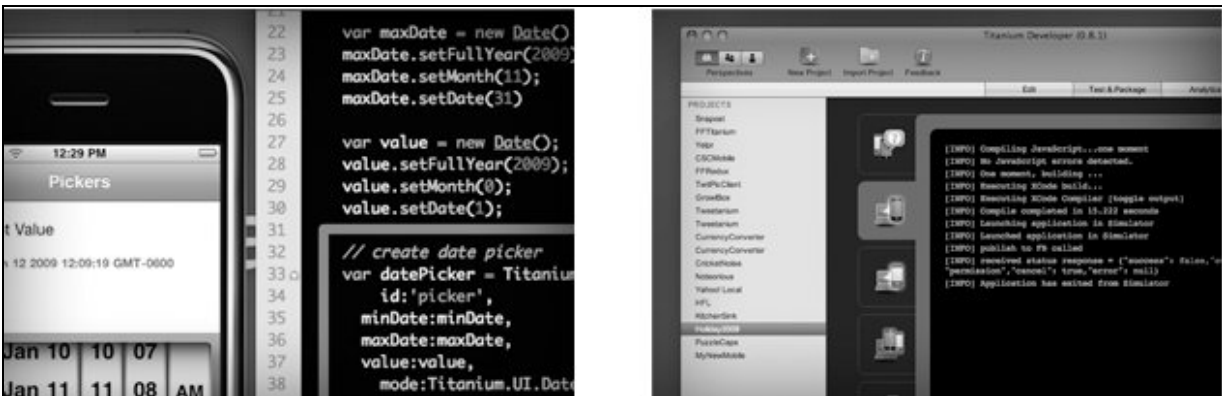 12:29 PM
Pickers
t Value
12 2009 12:09:19 GMT-0600
Jan 10 10 07
Jan 11 11 08 AM
22 var maxDate = new Date()
23 maxDate.setFullYear(2009)
24 maxDate.setMonth(11);
25 maxDate.setDate(31)
26
27 var value = new Date();
28 value.setFullYear(2009);
29 value.setMonth(0);
30 value.setDate(1);
31
32 // create date picker
33 var datePicker = Titanium
34 id:'picker',
35 minDate:minDate,
36 maxDate:maxDate,
37 value:value,
38 mode:Titanium.UI.Date
Titanium Developer (0.8.1)
Perspectives New Project Import Project Feedback
Edit Test & Package Analytics
PROJECTS
Snapost
FFTitanium
Yelpr
CSCMobile
FFRedux
TwitPicClient
GrowBox
Tweetanium
Tweetanium
CurrencyConverter
CurrencyConverter
CricketNotes
Notesrious
Yahoo! Local
HFL
KitchenSink
Holiday2009
PuzzleCaps
MyNewMobile
[INFO] Compiling JavaScript...one moment
[INFO] No JavaScript errors detected.
[INFO] One moment, building ...
[INFO] Executing XCode build...
[INFO] Executing XCode Compiler [toggle output]
[INFO] Compile completed in 15.222 seconds
[INFO] Launching application in Simulator
[INFO] Launched application in Simulator
[INFO] publish to FB called
[INFO] received status response = {"success": false,"
"permission","cancel": true,"error": null}
[INFO] Application has exited from Simulator